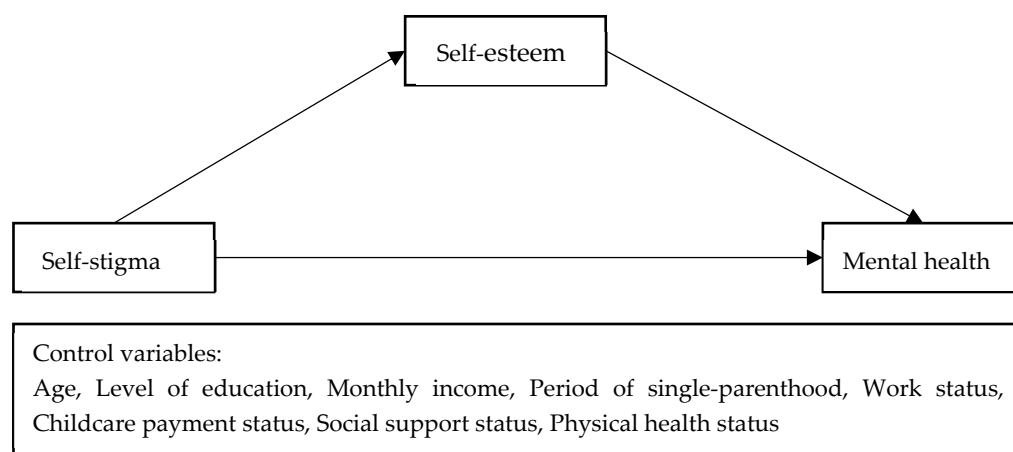 Self-esteem
Self-stigma
Mental health
Control variables:
Age, Level of education, Monthly income, Period of single-parenthood, Work status,
Childcare payment status, Social support status, Physical health status